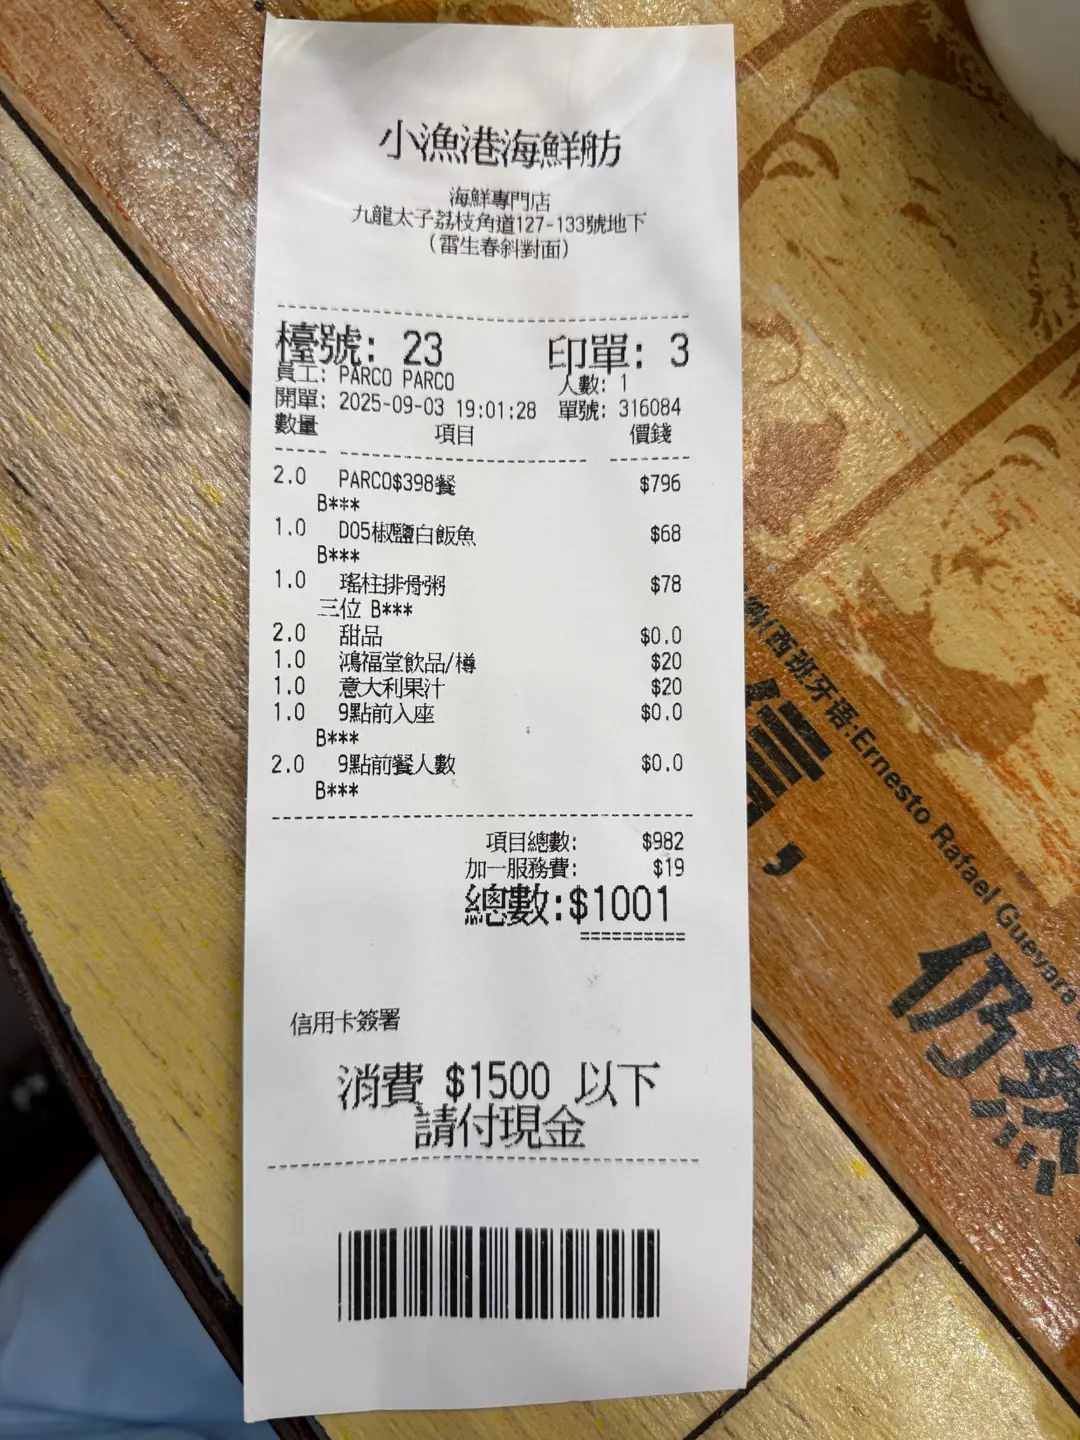 小漁港海鮮舫
海鮮專門店
九龍太子荔枝角道127-133號地下
(雷生春斜對面)
檯號: 23 印單: 3
員工: PARCO PARCO 人數: 1
開單: 2025-09-03 19:01:28 單號: 316084
數量 項目 價錢
2.0 PARCO$398餐 $796
B***
1.0 D05椒鹽白飯魚 $68
B***
1.0 瑤柱排骨粥 $78
三位 B***
2.0 甜品 $0.0
1.0 鴻福堂飲品/樽 $20
1.0 意大利果汁 $20
1.0 9點前入座 $0.0
B***
2.0 9點前餐人數 $0.0
B***
項目總數: $982
加一服務費: $19
總數:$1001
信用卡簽署
消費 $1500 以下
請付現金
(西班牙语:Ernesto Rafael Guevara
信,
仍然